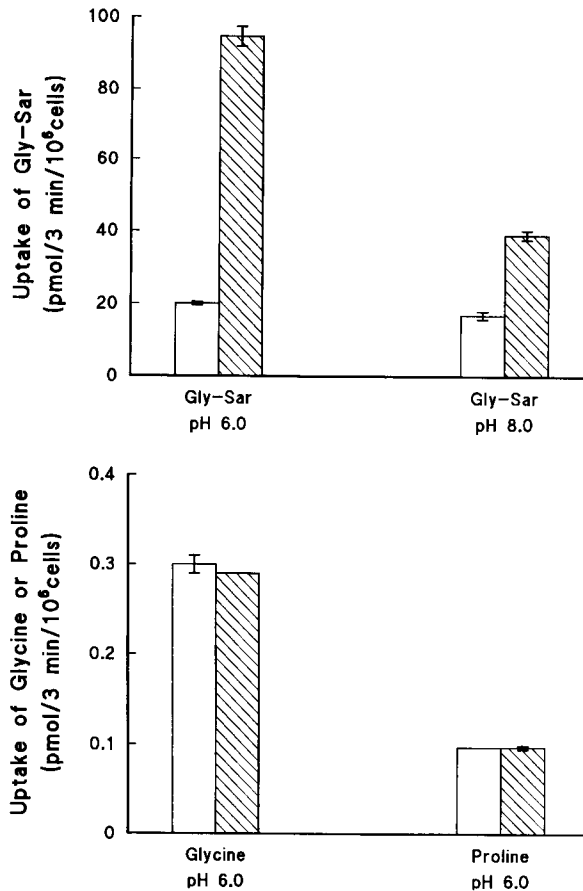 Uptake of Gly-Sar
(pmol/3 min/10⁶cells)
100
80
60
40
20
0
Gly-Sar
pH 6.0
Gly-Sar
pH 8.0
Uptake of Glycine or Proline
(pmol/3 min/10⁶cells)
0.4
0.3
0.2
0.1
0
Glycine
pH 6.0
Proline
pH 6.0